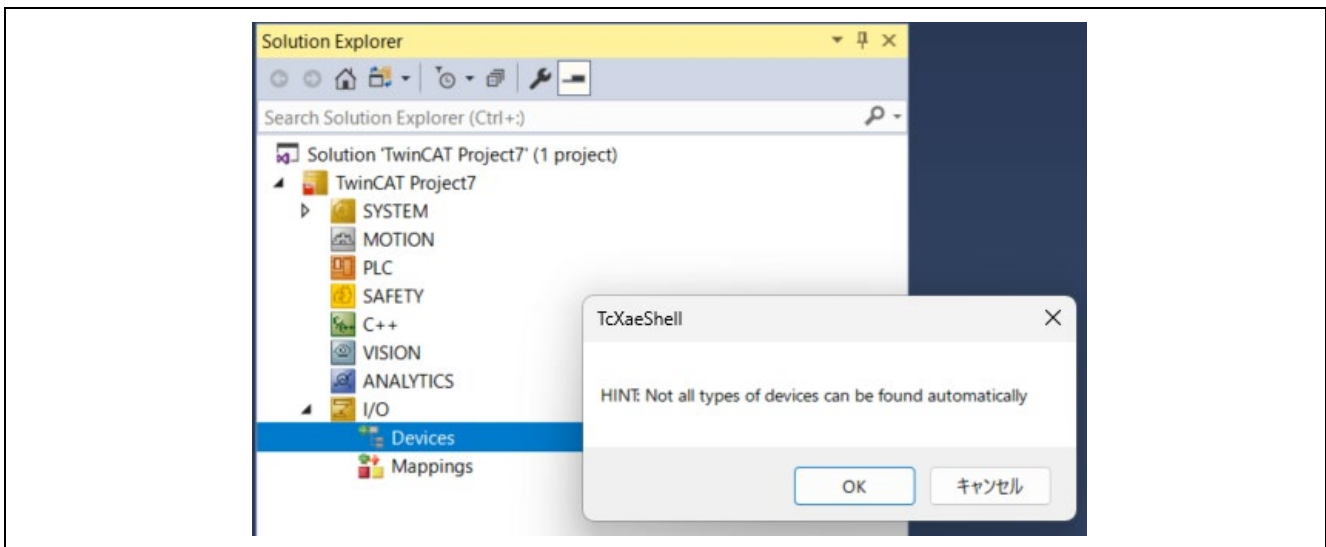 Solution Explorer
Search Solution Explorer (Ctrl+:)
Solution 'TwinCAT Project7' (1 project)
TwinCAT Project7
SYSTEM
MOTION
PLC
SAFETY
C++
VISION
ANALYTICS
I/O
Devices
Mappings
TcXaeShell
HINT: Not all types of devices can be found automatically
OK
キャンセル